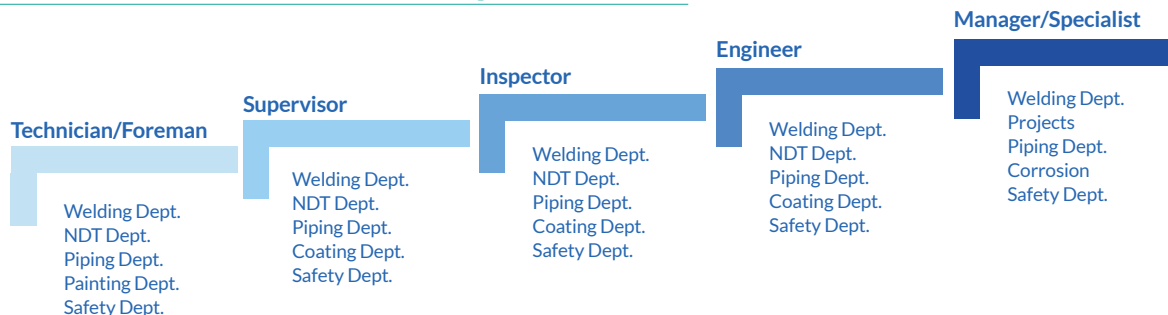 Technician/Foreman
Welding Dept.
NDT Dept.
Piping Dept.
Painting Dept.
Safety Dept.
Supervisor
Welding Dept.
NDT Dept.
Piping Dept.
Coating Dept.
Safety Dept.
Inspector
Welding Dept.
NDT Dept.
Piping Dept.
Coating Dept.
Safety Dept.
Engineer
Welding Dept.
NDT Dept.
Piping Dept.
Coating Dept.
Safety Dept.
Manager/Specialist
Welding Dept.
Projects
Piping Dept.
Corrosion
Safety Dept.